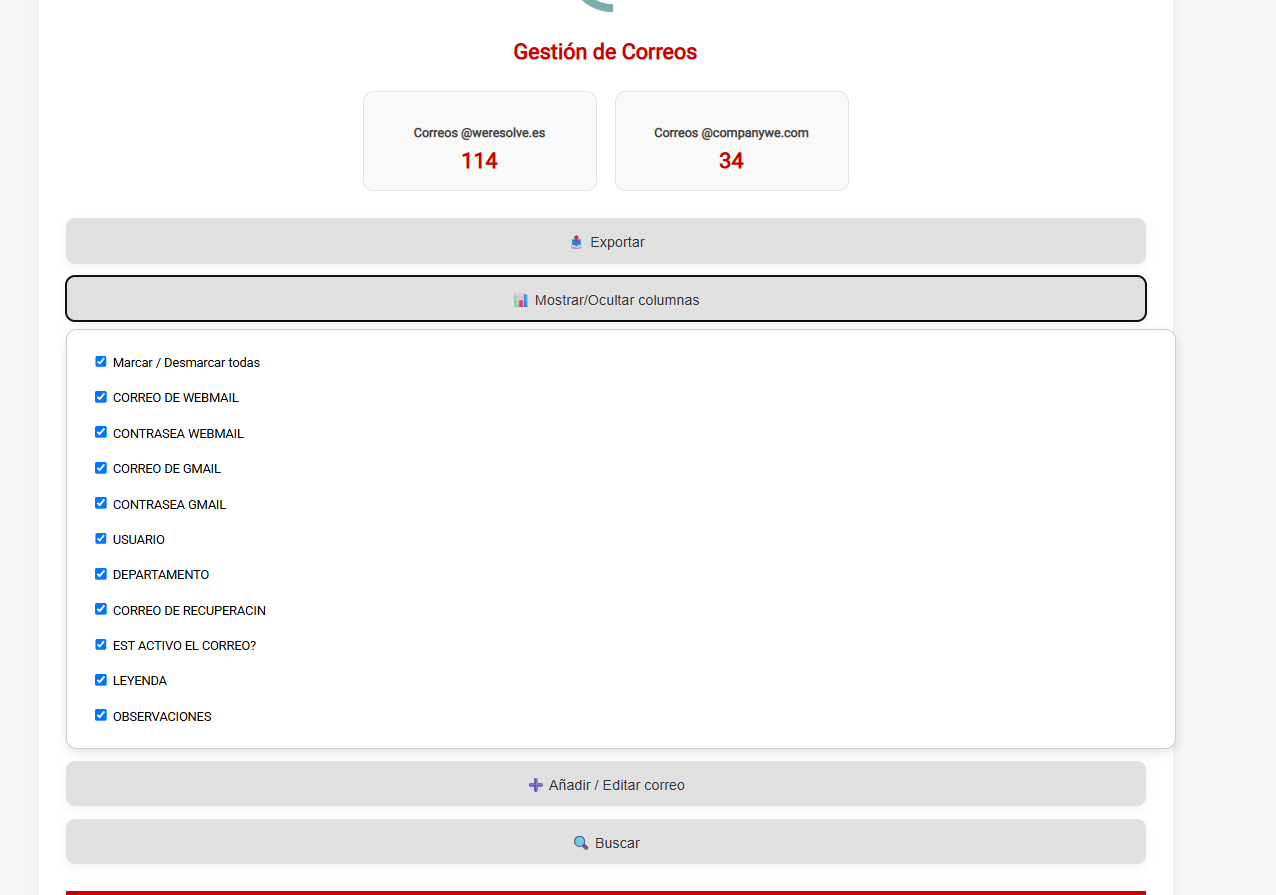 Gestión de Correos
Correos @weresolve.es
114
Correos @companywe.com
34
Exportar
Mostrar/Ocultar columnas
Marcar / Desmarcar todas
CORREO DE WEBMAIL
CONTRASEA WEBMAIL
CORREO DE GMAIL
CONTRASEA GMAIL
USUARIO
DEPARTAMENTO
CORREO DE RECUPERACIN
EST ACTIVO EL CORREO?
LEYENDA
OBSERVACIONES
Añadir / Editar correo
Buscar